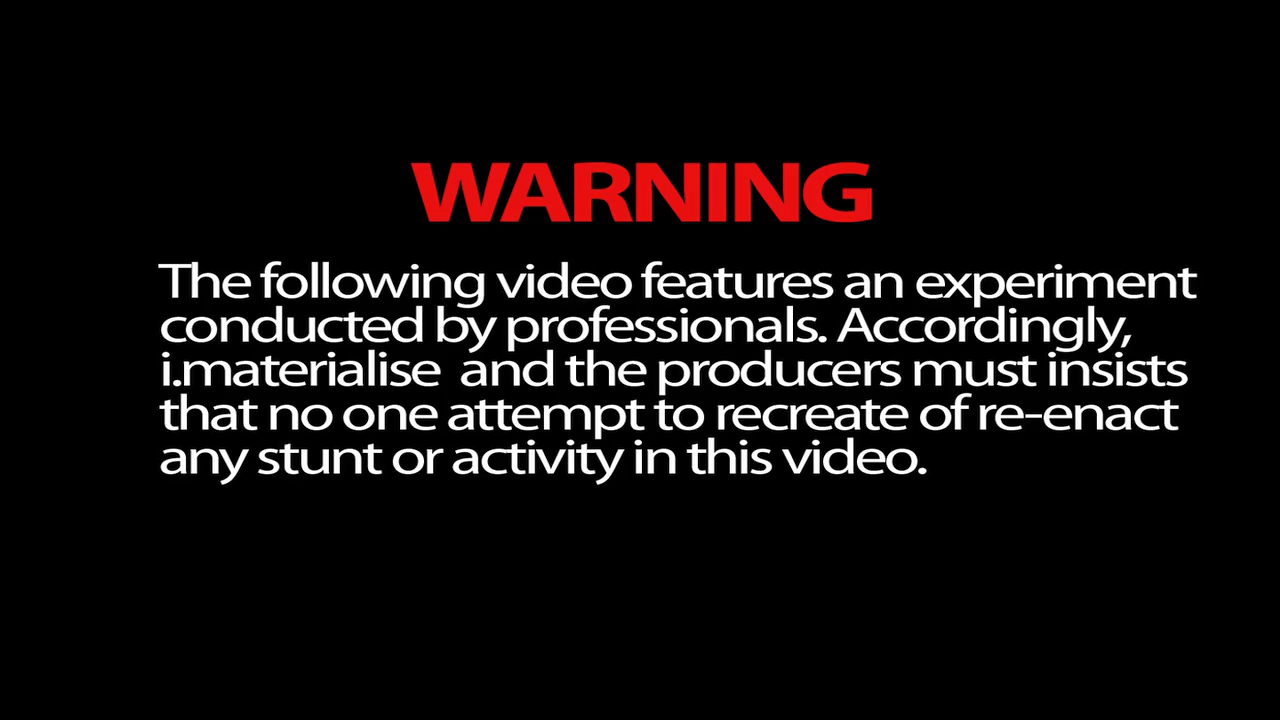 WARNING
The following video features an experiment
conducted by professionals. Accordingly,
i.materialise  and the producers must insists
that no one attempt to recreate of re-enact
any stunt or activity in this video.